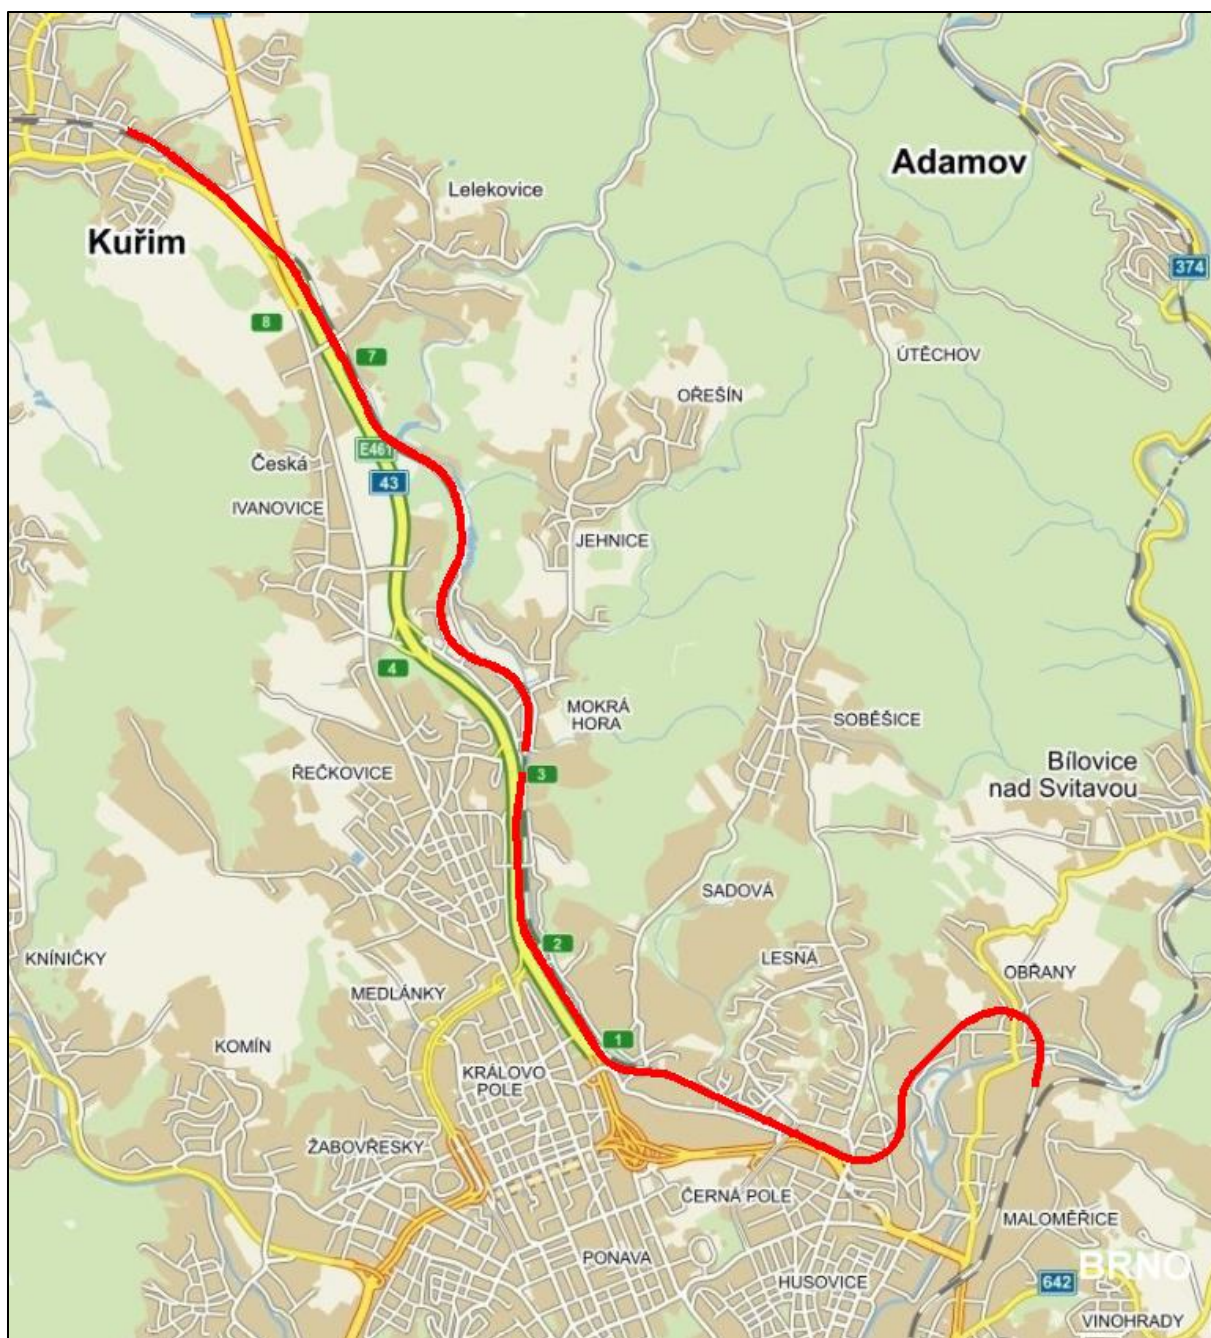 Adamov
Lelekovice
Kuřim
374
8
7
ÚTĚCHOV
OŘEŠÍN
E461
Česká
43
IVANOVICE
JEHNICE
4
MOKRÁ
HORA
SOBĚŠICE
ŘEČKOVICE
3
Bílovice
nad Svitavou
SADOVÁ
2
LESNÁ
KNÍNIČKY
MEDLÁNKY
OBŘANY
KOMÍN
1
KRÁLOVO
POLE
ŽABOVŘESKY
ČERNÁ POLE
MALOMĚŘICE
PONAVA
HUSOVICE
642
BRNO
VINOHRADY